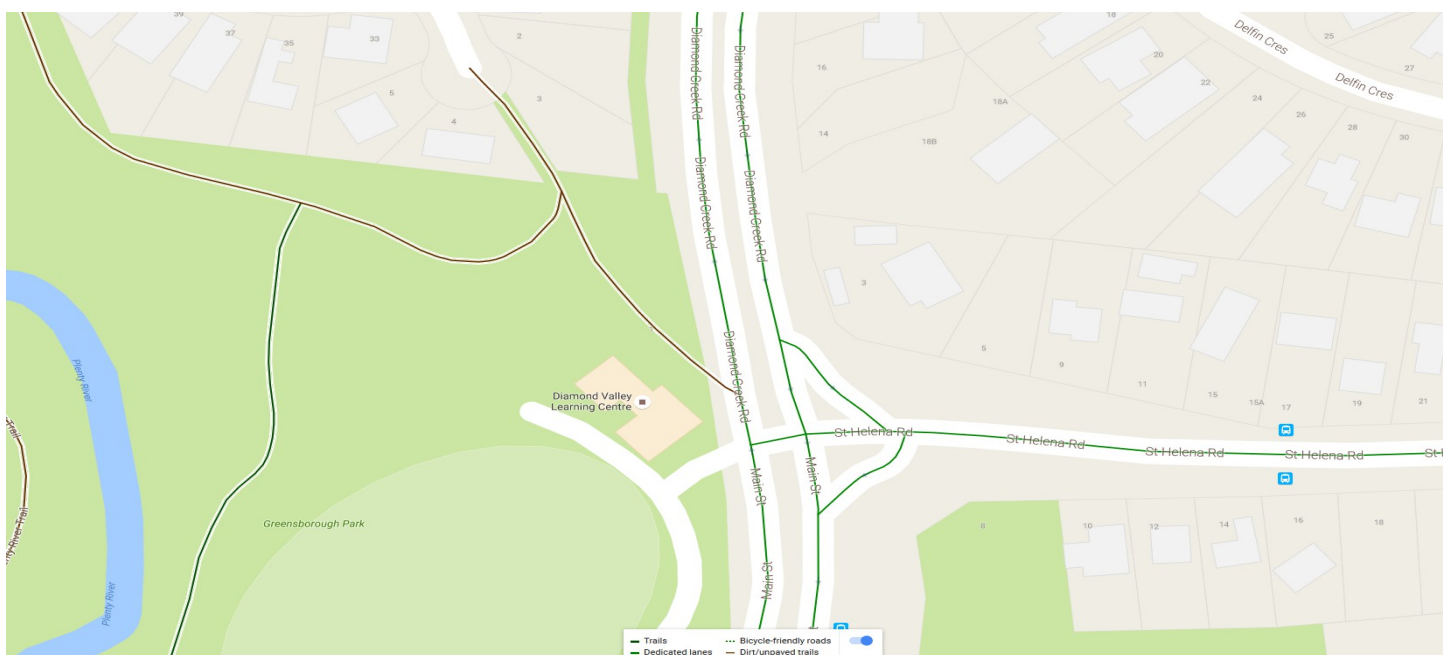 39
37
35
33
2
5
4
3
Diamond Creek Rd
Diamond Creek Rd
Diamond Creek Rd
Diamond Creek Rd
Diamond Creek Rd
18
16
14
18A
18B
20
22
24
26
28
30
25
27
Delfin Cres
Delfin Cres
3
5
9
11
15
15A
17
19
21
Plenty River
Trail
Plenty River Trail
Plenty River
Diamond Valley
Learning Centre
Greensborough Park
St Helena Rd
St Helena Rd
St Helena Rd
St Helena Rd
Main St
Main St
Main St
8
10
12
14
16
18
Trails
Bicycle-friendly roads
Dedicated lanes
Dirt/unpaved trails